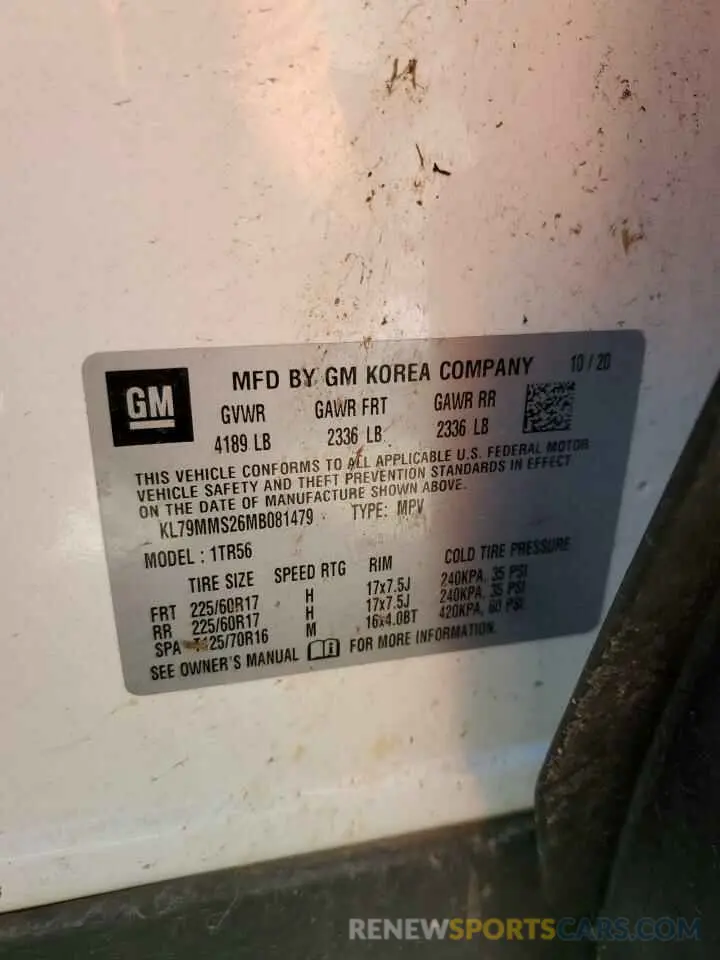 MFD BY GM KOREA COMPANY 10 / 20
GM
GVWR GAWR FRT GAWR RR
4189 LB 2336 LB 2336 LB
THIS VEHICLE CONFORMS TO ALL APPLICABLE U.S. FEDERAL MOTOR
VEHICLE SAFETY AND THEFT PREVENTION STANDARDS IN EFFECT
ON THE DATE OF MANUFACTURE SHOWN ABOVE.
KL79MMS26MB081479 TYPE: MPV
MODEL : 1TR56
TIRE SIZE SPEED RTG RIM COLD TIRE PRESSURE
FRT 225/60R17 H 17x7.5J 240KPA, 35 PSI
RR 225/60R17 H 17x7.5J 240KPA, 35 PSI
SPA T125/70R16 M 16x4.0BT 420KPA, 60 PSI
SEE OWNER'S MANUAL FOR MORE INFORMATION.
RENEWSPORTSCARS.COM